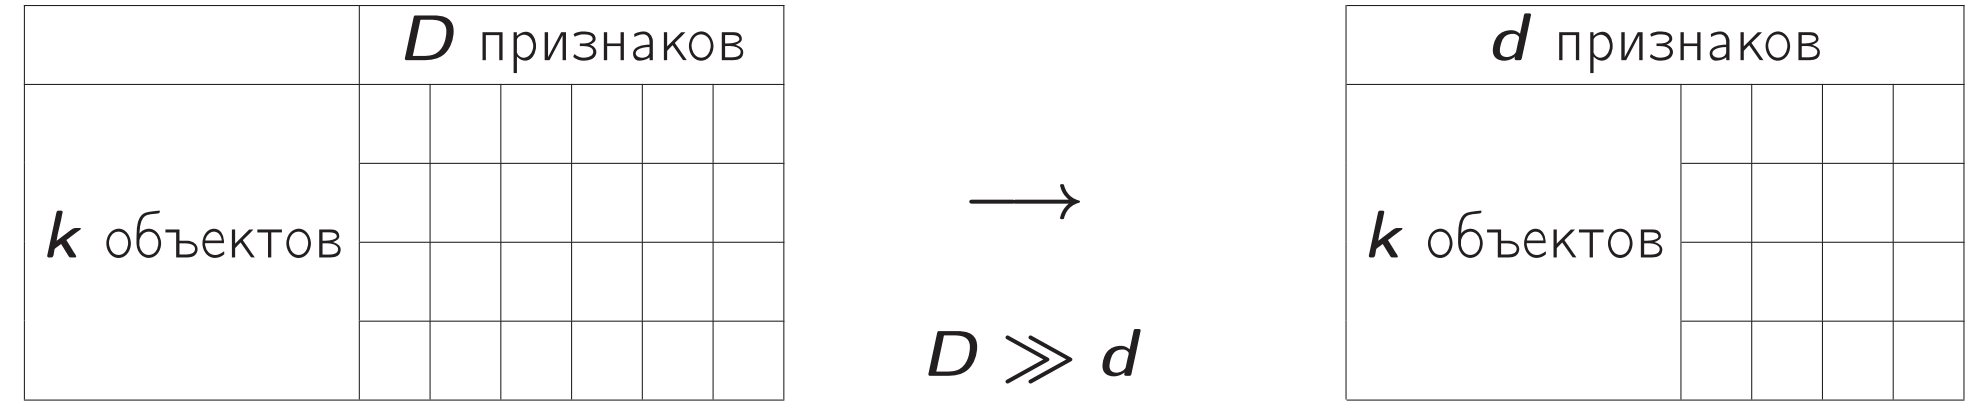 D признаков
k объектов
→
D ≫ d
d признаков
k объектов